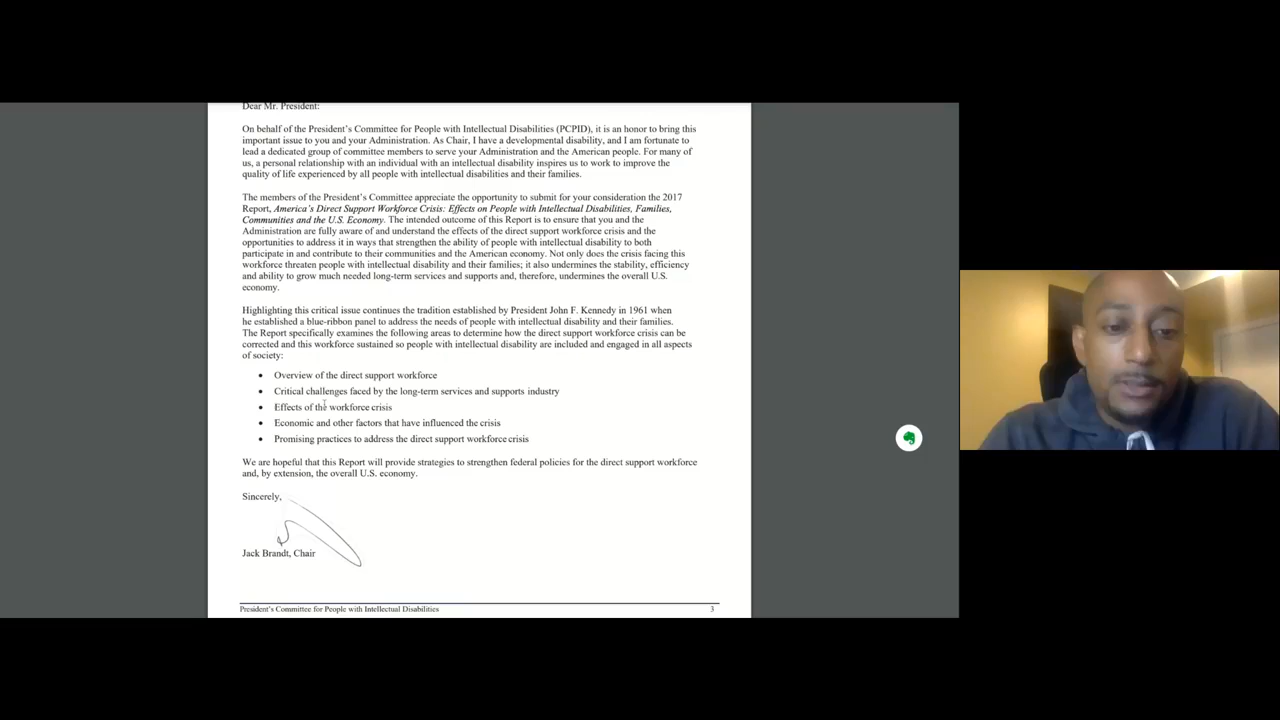 Dear Mr. President:
On behalf of the President's Committee for People with Intellectual Disabilities (PCPID), it is an honor to bring this
important issue to you and your Administration. As Chair, I have a developmental disability, and I am fortunate to
lead a dedicated group of committee members to serve your Administration and the American people. For many of
us, a personal relationship with an individual with an intellectual disability inspires us to work to improve the
quality of life experienced by all people with intellectual disabilities and their families.
The members of the President's Committee appreciate the opportunity to submit for your consideration the 2017
Report, America's Direct Support Workforce Crisis: Effects on People with Intellectual Disabilities, Families,
Communities and the U.S. Economy. The intended outcome of this Report is to ensure that you and the
Administration are fully aware of and understand the effects of the direct support workforce crisis and the
opportunities to address it in ways that strengthen the ability of people with intellectual disability to both
participate in and contribute to their communities and the American economy. Not only does the crisis facing this
workforce threaten people with intellectual disability and their families; it also undermines the stability, efficiency
and ability to grow much needed long-term services and supports and, therefore, undermines the overall U.S.
economy.
Highlighting this critical issue continues the tradition established by President John F. Kennedy in 1961 when
he established a blue-ribbon panel to address the needs of people with intellectual disability and their families.
The Report specifically examines the following areas to determine how the direct support workforce crisis can be
corrected and this workforce sustained so people with intellectual disability are included and engaged in all aspects
of society:
• Overview of the direct support workforce
• Critical challenges faced by the long-term services and supports industry
• Effects of the workforce crisis
• Economic and other factors that have influenced the crisis
• Promising practices to address the direct support workforce crisis
We are hopeful that this Report will provide strategies to strengthen federal policies for the direct support workforce
and, by extension, the overall U.S. economy.
Sincerely,
Jack Brandt, Chair
President's Committee for People with Intellectual Disabilities 3